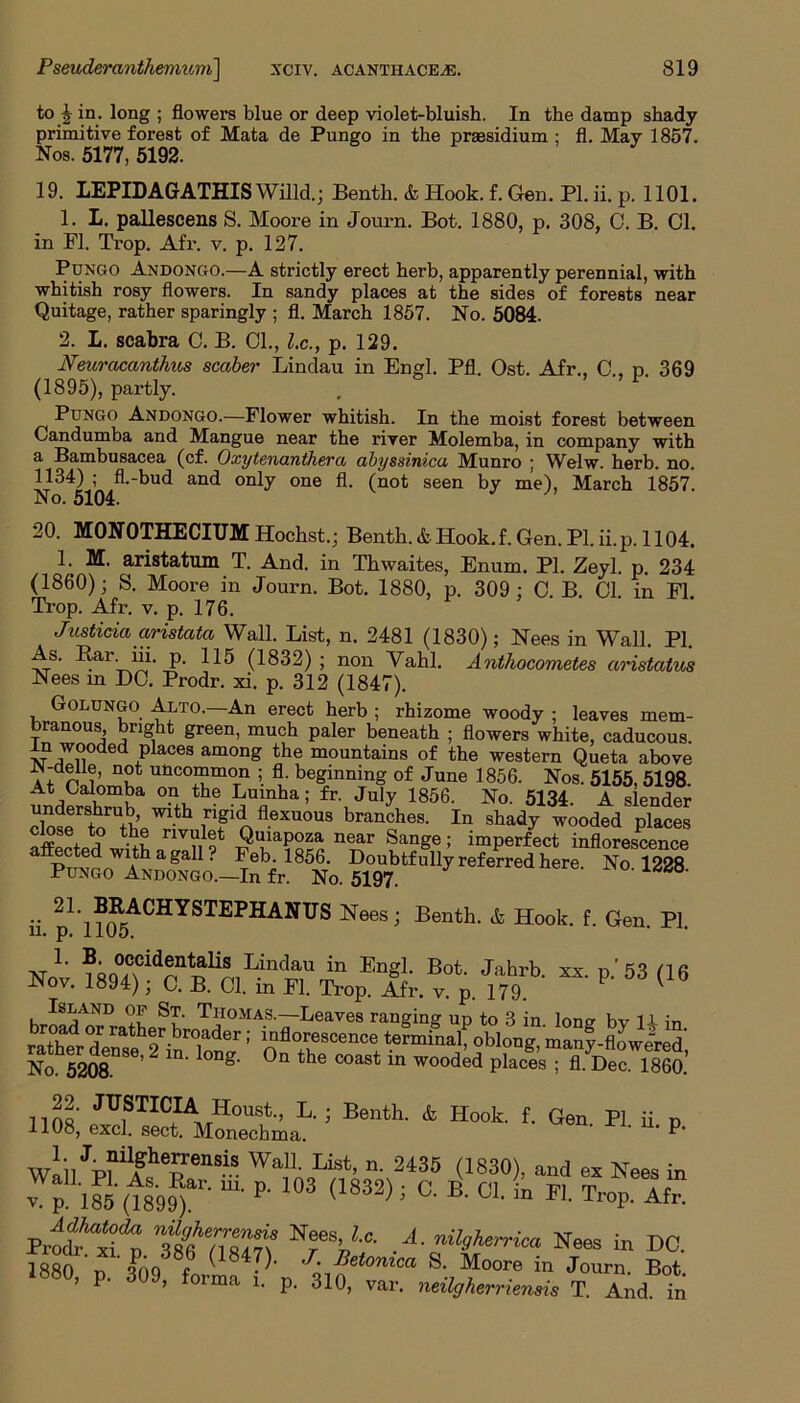 Pseuderanthemum] XCIV. ACANTHACEÆ. 819
to ½ in. long ; flowers blue or deep violet-bluish. In the damp shady
primitive forest of Mata de Pungo in the præsidium ; fl. May 1857.
Nos. 5177, 5192.
19. LEPIDAGATHIS Willd.; Benth. & Hook. f. Gen. Pl. ii. p. 1101.
1. L. pallescens S. Moore in Journ. Bot. 1880, p. 308, C. B. Cl.
in Fl. Trop. Afr. v. p. 127.
Pungo Andongo.—A strictly erect herb, apparently perennial, with
whitish rosy flowers. In sandy places at the sides of forests near
Quitage, rather sparingly ; fl. March 1857. No. 5084.
2. L. scabra C. B. Cl., l.c., p. 129.
Neuracanthus scaber Lindau in Engl. Pfl. Ost. Afr., C., p. 369
(1895), partly.
Pungo Andongo.—Flower whitish. In the moist forest between
Candumba and Mangue near the river Molemba, in company with
a Bambusacea (cf. Oxytenanthera abyssinica Munro ; Welw. herb. no.
1134) ; fl.-bud and only one fl. (not seen by me), March 1857.
No. 5104.
20. MONOTHECIUM Hochst.; Benth. & Hook. f. Gen. Pl. ii. p. 1104.
1. M. aristatum T. And. in Thwaites, Enum. Pl. Zeyl. p. 234
(1860); S. Moore in Journ. Bot. 1880, p. 309 ; C. B. Cl. in Fl.
Trop. Afr. v. p. 176.
Justicia aristata Wall. List, n. 2481 (1830); Nees in Wall. Pl.
As. Rar. iii. p. 115 (1832) ; non Vahl. Anthocometes aristatus
Nees in DC. Prodr. xi. p. 312 (1847).
Golungo Alto.—An erect herb ; rhizome woody ; leaves mem-
branous, bright green, much paler beneath ; flowers white, caducous.
In wooded places among the mountains of the western Queta above
N-delle, not uncommon ; fl. beginning of June 1856. Nos. 5155, 5198.
At Calomba on the Luinha; fr. July 1856. No. 5134. A slender
undershrub, with rigid flexuous branches. In shady wooded places
close to the rivulet Quiapoza near Sange; imperfect inflorescence
affected with a gall? Feb. 1856. Doubtfully referred here. No. 1228.
Pungo Andongo.—In fr. No. 5197.
21. BRACHYSTEPHANUS Nees ; Benth. & Hook. f. Gen. Pl.
ii. p. 1105.
1. B. occidentalis Lindau in Engl. Bot. Jahrb. xx. p. 53 (16
Nov. 1894) ; C. B. Cl. in Fl. Trop. Afr. v. p. 179.
Island of St. Thomas.—Leaves ranging up to 3 in. long by 1½ in.
broad or rather broader ; inflorescence terminal, oblong, many-flowered,
rather dense, 2 in. long. On the coast in wooded places ; fl. Dec. 1860.
No. 5208.
22. JUSTICIA Houst., L. ; Benth. & Hook. f. Gen. Pl. ii. p.
1108, excl. sect. Monechma.
1. J. nilgherrensis Wall. List, n. 2435 (1830), and ex Nees in
Wall. Pl. As. Rar. iii. p. 103 (1832) ; C. B. Cl. in Fl. Trop. Afr.
v. p. 185 (1899).
Adhatoda nilgherrensis Nees, l.c. A. nilgherrica Nees in DC.
Prodr. xi. p. 386 (1847). J. Betonica S. Moore in Journ. Bot.
1880, p. 309, forma i. p. 310, var. neilgherriensis T. And. in